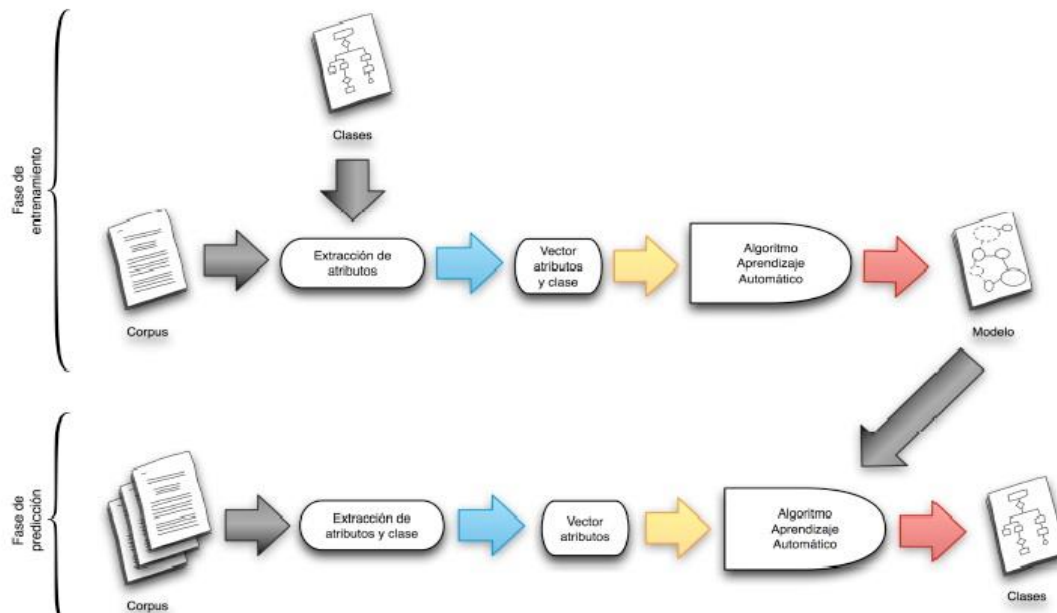 Fase de
entrenamiento
Clases
Corpus
Extracción de
atributos
Vector
atributos
y clase
Algoritmo
Aprendizaje
Automático
Modelo
Fase de
predicción
Corpus
Extracción de
atributos y clase
Vector
atributos
Algoritmo
Aprendizaje
Automático
Clases